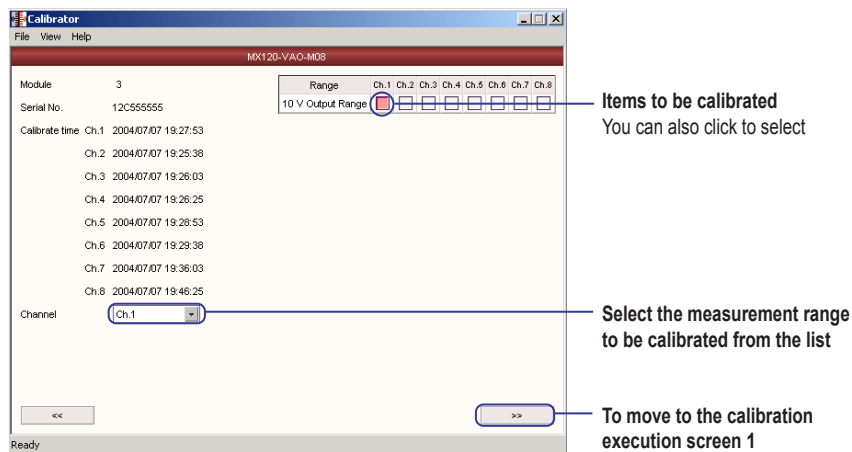 Calibrator
File View Help
MX120-VAO-M08
Module 3
Serial No. 12C555555
Calibrate time Ch.1 2004/07/07 19:27:53
Ch.2 2004/07/07 19:25:38
Ch.3 2004/07/07 19:26:03
Ch.4 2004/07/07 19:26:25
Ch.5 2004/07/07 19:28:53
Ch.6 2004/07/07 19:29:38
Ch.7 2004/07/07 19:36:03
Ch.8 2004/07/07 19:46:25
Channel Ch.1
Range Ch.1 Ch.2 Ch.3 Ch.4 Ch.5 Ch.6 Ch.7 Ch.8
10 V Output Range
Items to be calibrated
You can also click to select
Select the measurement range
to be calibrated from the list
<< >>
To move to the calibration
execution screen 1
Ready